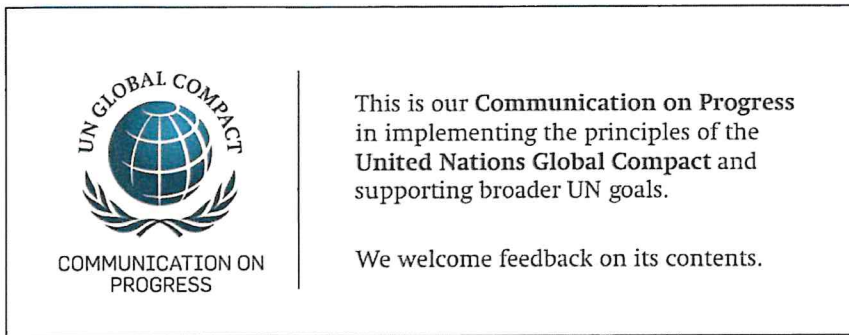 UN GLOBAL COMPACT
COMMUNICATION ON
PROGRESS
This is our Communication on Progress
in implementing the principles of the
United Nations Global Compact and
supporting broader UN goals.
We welcome feedback on its contents.